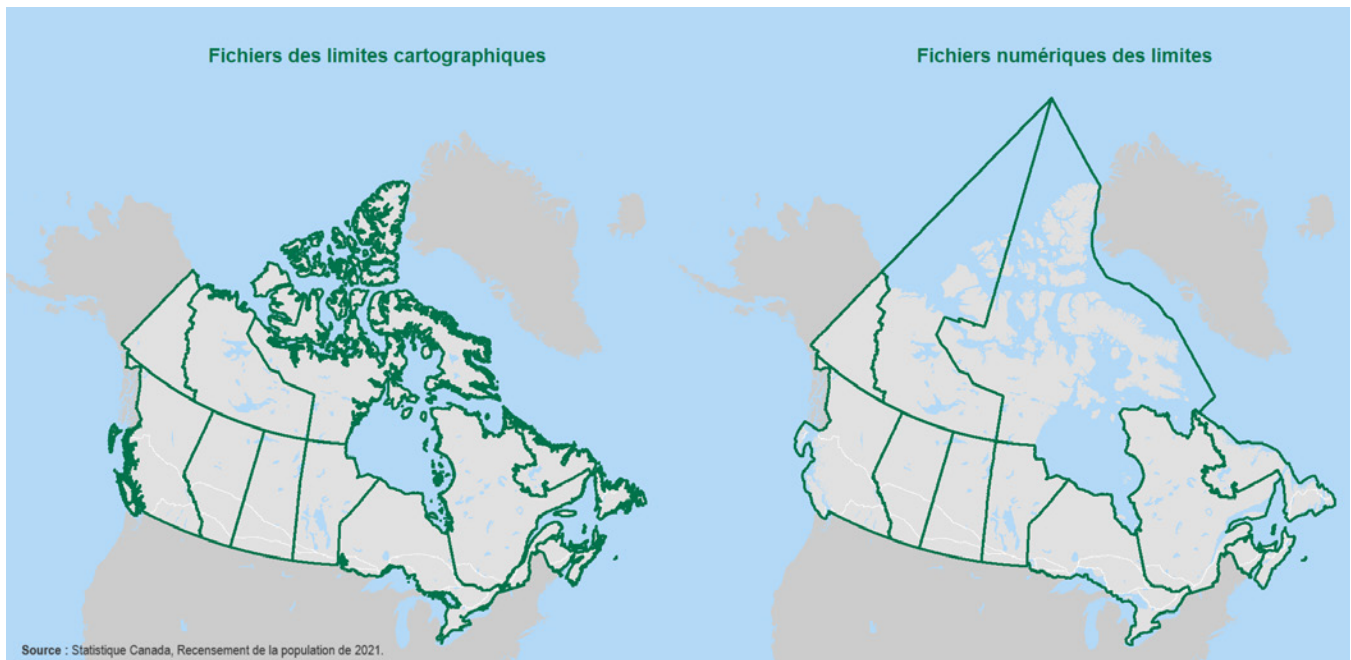 Fichiers des limites cartographiques
Fichiers numériques des limites
Source : Statistique Canada, Recensement de la population de 2021.